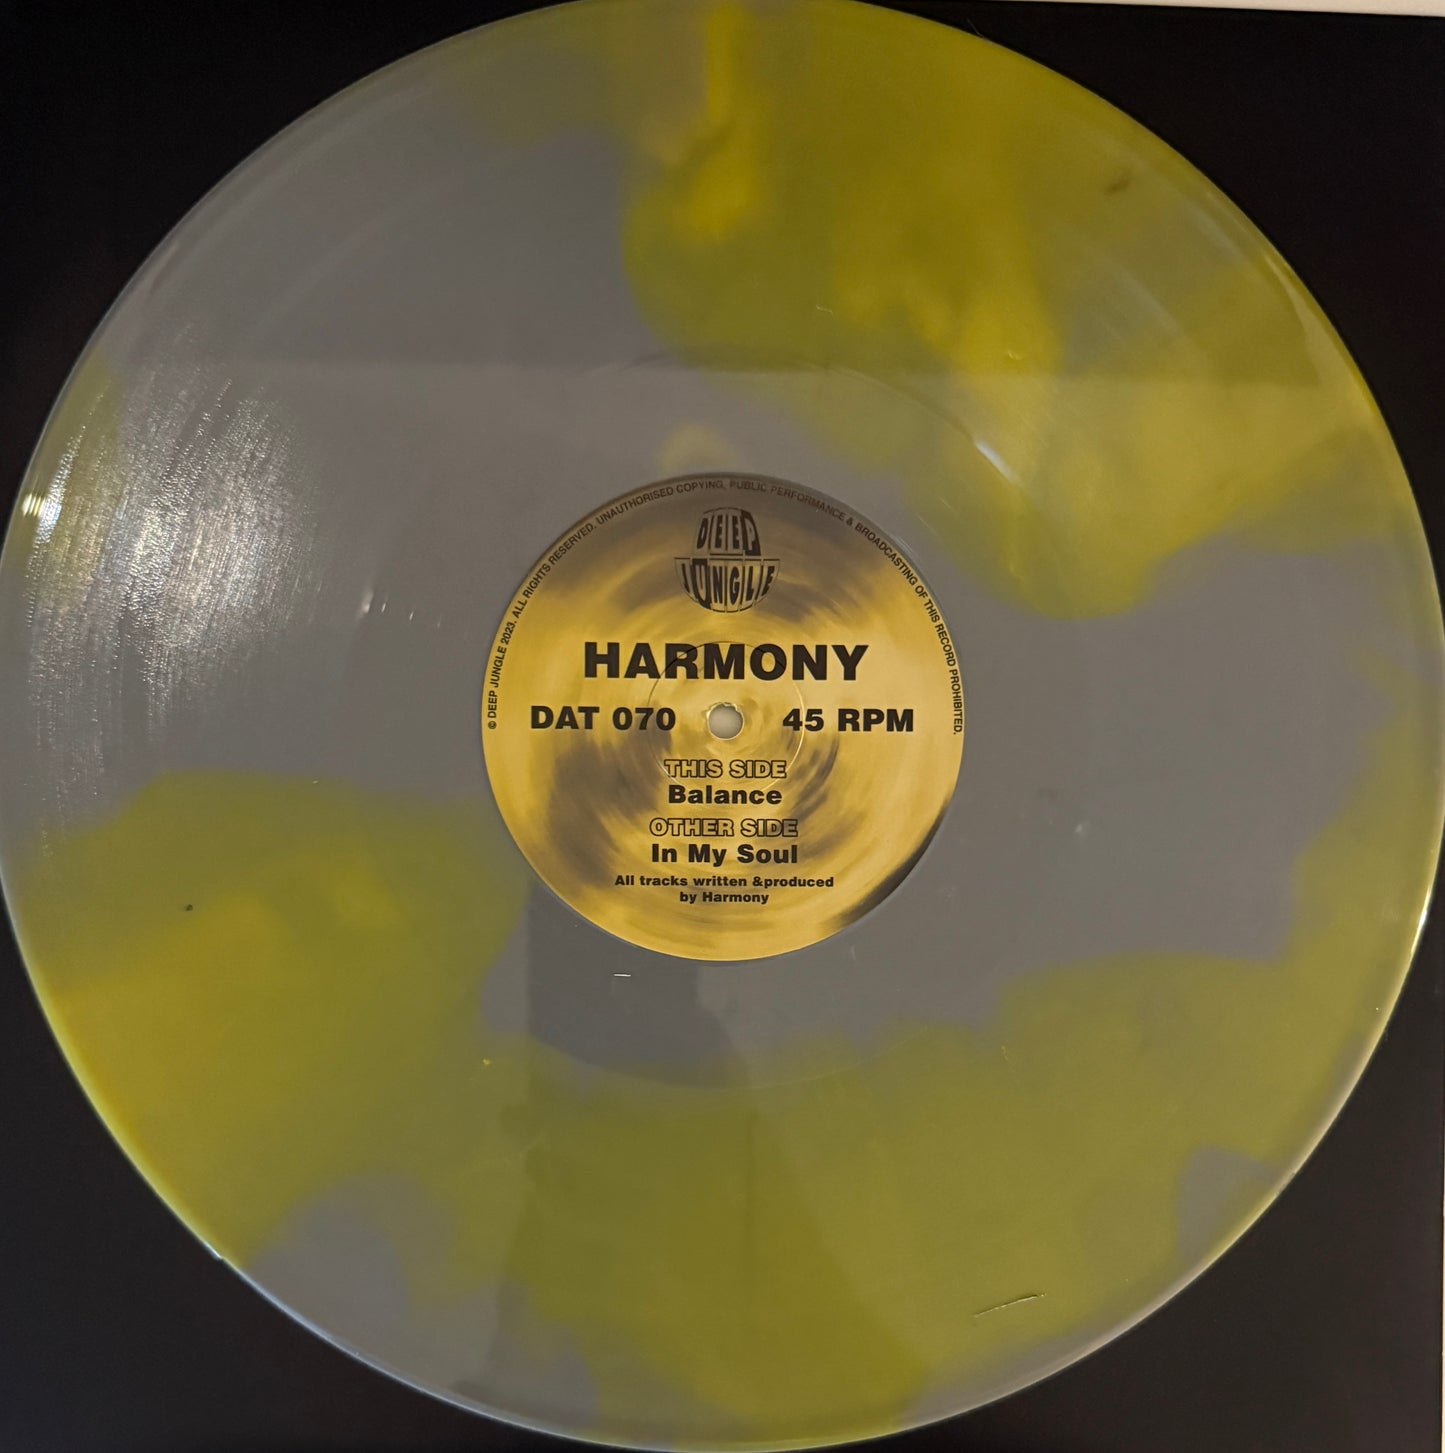 © DEEP JUNGLE 2023. ALL RIGHTS RESERVED. UNAUTHORISED COPYING, PUBLIC PERFORMANCE & BROADCASTING OF THIS RECORD PROHIBITED.
DEEP
JUNGLE
HARMONY
DAT 070 45 RPM
THIS SIDE
Balance
OTHER SIDE
In My Soul
All tracks written &produced
by Harmony